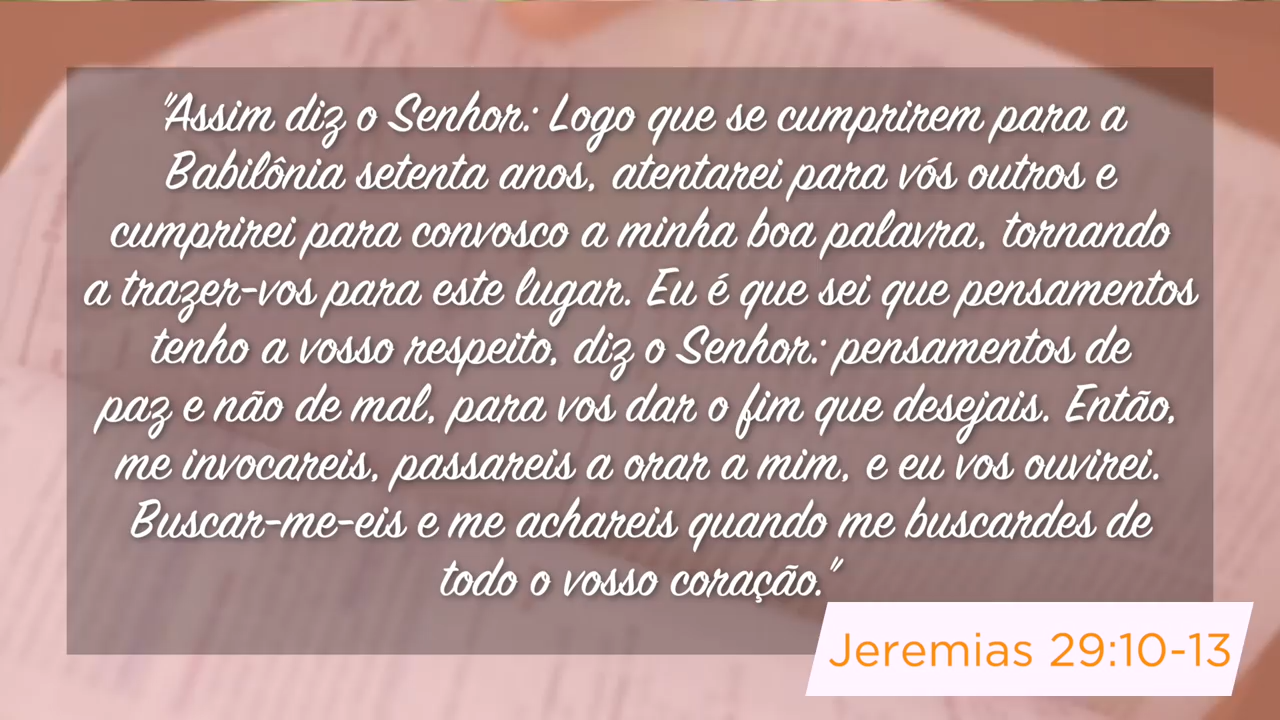 "Assim diz o Senhor: Logo que se cumprirem para a
Babilônia setenta anos, atentarei para vós outros e
cumprirei para convosco a minha boa palavra, tornando
a trazer-vos para este lugar. Eu é que sei que pensamentos
tenho a vosso respeito, diz o Senhor: pensamentos de
paz e não de mal, para vos dar o fim que desejais. Então,
me invocareis, passareis a orar a mim, e eu vos ouvirei.
Buscar-me-eis e me achareis quando me buscardes de
todo o vosso coração."
Jeremias 29:10-13